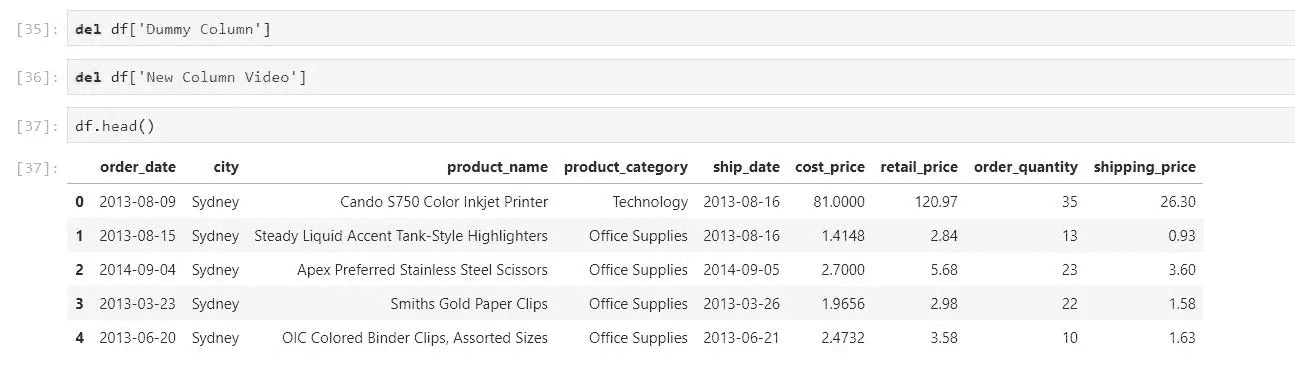 [35]: del df['Dummy Column']
[36]: del df['New Column Video']
[37]: df.head()
[37]: order_date city product_name product_category ship_date cost_price retail_price order_quantity shipping_price
0 2013-08-09 Sydney Cando S750 Color Inkjet Printer Technology 2013-08-16 81.0000 120.97 35 26.30
1 2013-08-15 Sydney Steady Liquid Accent Tank-Style Highlighters Office Supplies 2013-08-16 1.4148 2.84 13 0.93
2 2014-09-04 Sydney Apex Preferred Stainless Steel Scissors Office Supplies 2014-09-05 2.7000 5.68 23 3.60
3 2013-03-23 Sydney Smiths Gold Paper Clips Office Supplies 2013-03-26 1.9656 2.98 22 1.58
4 2013-06-20 Sydney OIC Colored Binder Clips, Assorted Sizes Office Supplies 2013-06-21 2.4732 3.58 10 1.63